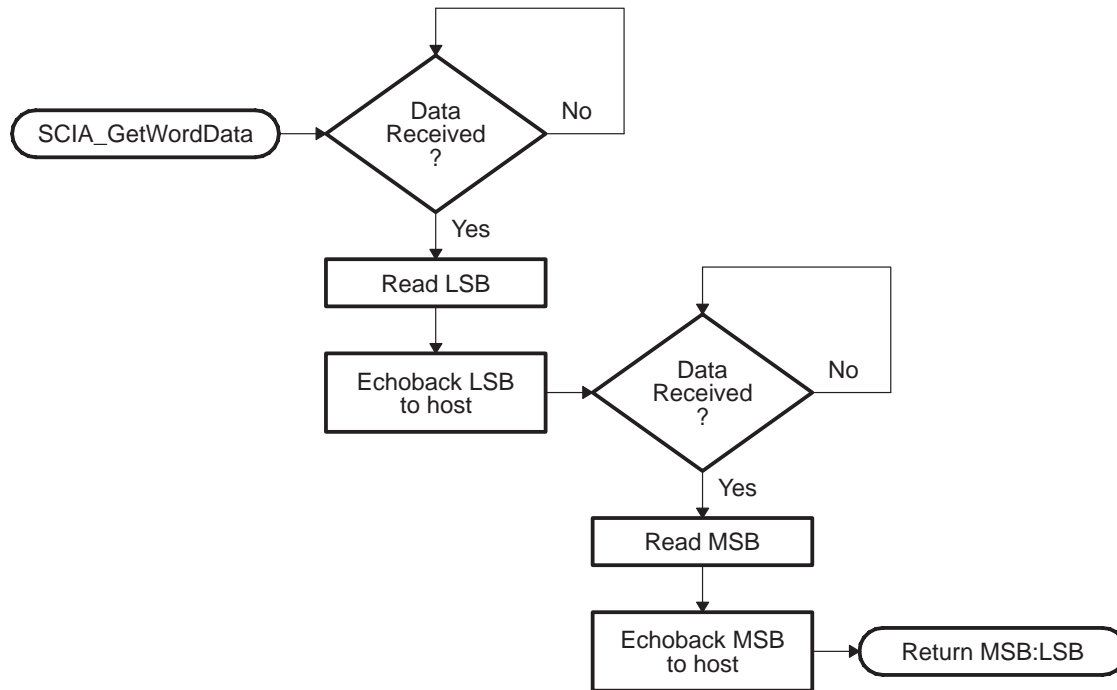 SCIA_GetWordData
Data
Received
?
No
Yes
Read LSB
Echoback LSB
to host
Data
Received
?
No
Yes
Read MSB
Echoback MSB
to host
Return MSB:LSB